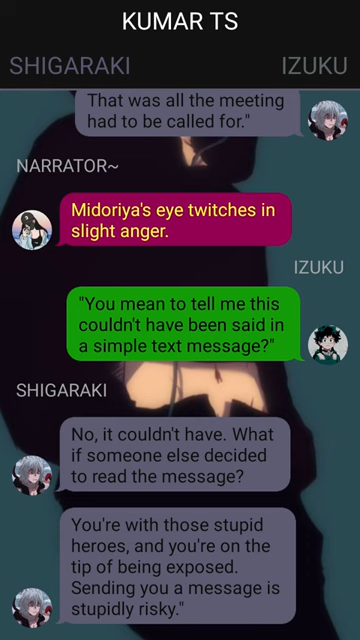 KUMAR TS
SHIGARAKI
IZUKU
That was all the meeting
had to be called for."
NARRATOR~
Midoriya's eye twitches in
slight anger.
IZUKU
"You mean to tell me this
couldn't have been said in
a simple text message?"
SHIGARAKI
No, it couldn't have. What
if someone else decided
to read the message?
You're with those stupid
heroes, and you're on the
tip of being exposed.
Sending you a message is
stupidly risky."